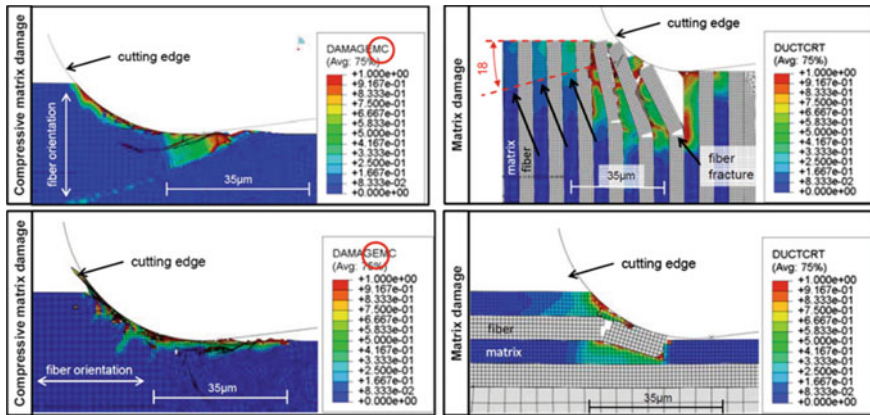 Compressive matrix damage
cutting edge
fiber orientation
35µm
DAMAGEMC
(Avg: 75%)
+1.000e+00
+9.167e-01
+8.333e-01
+7.500e-01
+6.667e-01
+5.833e-01
+5.000e-01
+4.167e-01
+3.333e-01
+2.500e-01
+1.667e-01
+8.333e-02
+0.000e+00
Matrix damage
cutting edge
18
matrix
fiber
35µm
fiber
fracture
DUCTCRT
(Avg: 75%)
+1.000e+00
+9.167e-01
+8.333e-01
+7.500e-01
+6.667e-01
+5.833e-01
+5.000e-01
+4.167e-01
+3.333e-01
+2.500e-01
+1.667e-01
+8.333e-02
+0.000e+00
Compressive matrix damage
cutting edge
fiber orientation
35µm
DAMAGEMC
(Avg: 75%)
+1.000e+00
+9.167e-01
+8.333e-01
+7.500e-01
+6.667e-01
+5.833e-01
+5.000e-01
+4.167e-01
+3.333e-01
+2.500e-01
+1.667e-01
+8.333e-02
+0.000e+00
Matrix damage
cutting edge
fiber
matrix
35µm
DUCTCRT
(Avg: 75%)
+1.000e+00
+9.167e-01
+8.333e-01
+7.500e-01
+6.667e-01
+5.833e-01
+5.000e-01
+4.167e-01
+3.333e-01
+2.500e-01
+1.667e-01
+8.333e-02
+0.000e+00